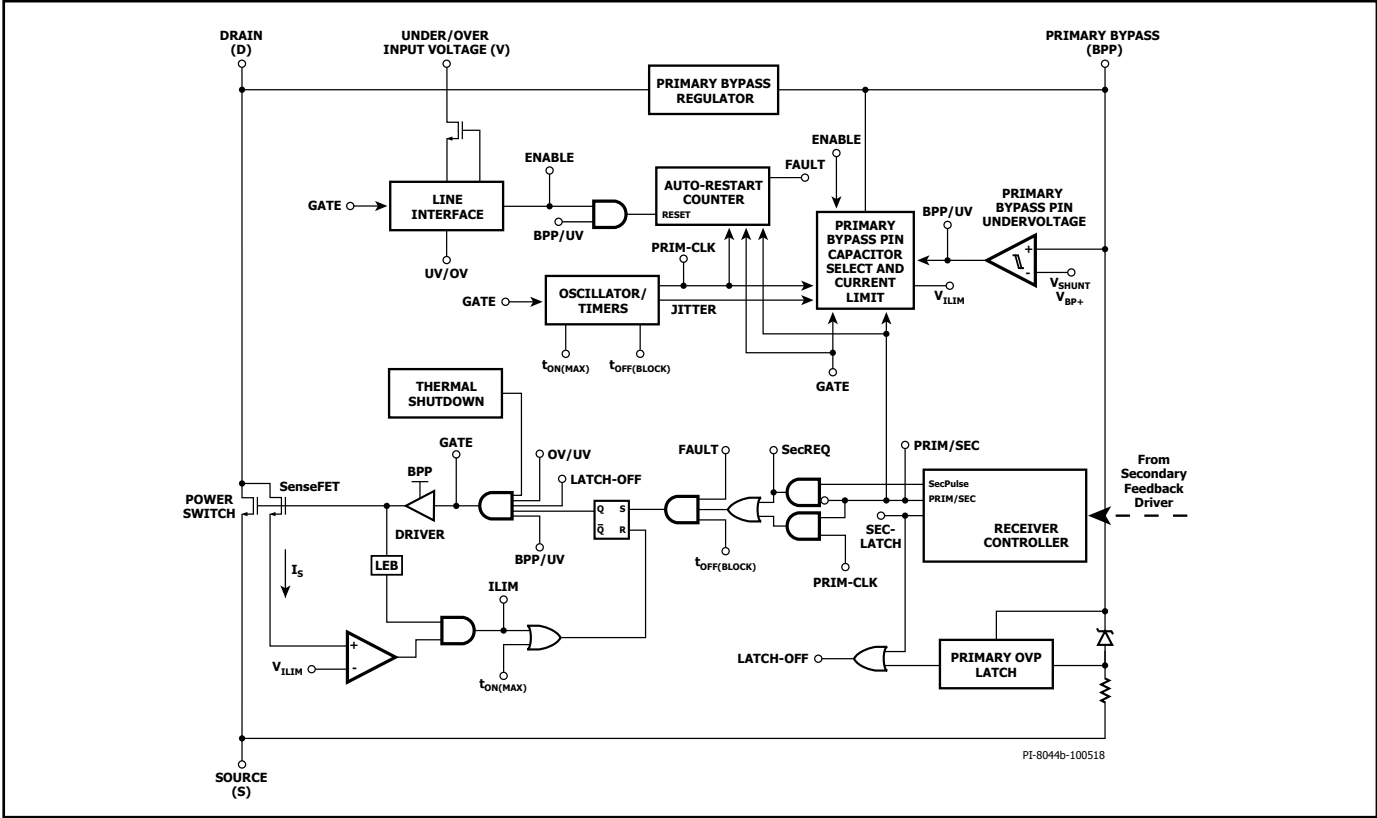 DRAIN
(D)
UNDER/OVER
INPUT VOLTAGE (V)
PRIMARY BYPASS
(BPP)
PRIMARY BYPASS
REGULATOR
ENABLE
FAULT
ENABLE
AUTO-RESTART
COUNTER
RESET
GATE
LINE
INTERFACE
BPP/UV
UV/OV
PRIMARY
BYPASS PIN
UNDERVOLTAGE
BPP/UV
+
-
VSHUNT
VBP+
PRIMARY
BYPASS PIN
CAPACITOR
SELECT AND
CURRENT
LIMIT
VILIM
PRIM-CLK
GATE
OSCILLATOR/
TIMERS
JITTER
tON(MAX)
tOFF(BLOCK)
GATE
THERMAL
SHUTDOWN
GATE
OV/UV
LATCH-OFF
FAULT
SecREQ
PRIM/SEC
From
Secondary
Feedback
Driver
BPP
SenseFET
POWER
SWITCH
DRIVER
BPP/UV
Q
S
Q̅
R
tOFF(BLOCK)
SecPulse
PRIM/SEC
SEC-
LATCH
RECEIVER
CONTROLLER
PRIM-CLK
LEB
IS
ILIM
+
-
VILIM
tON(MAX)
LATCH-OFF
PRIMARY OVP
LATCH
PI-8044b-100518
SOURCE
(S)